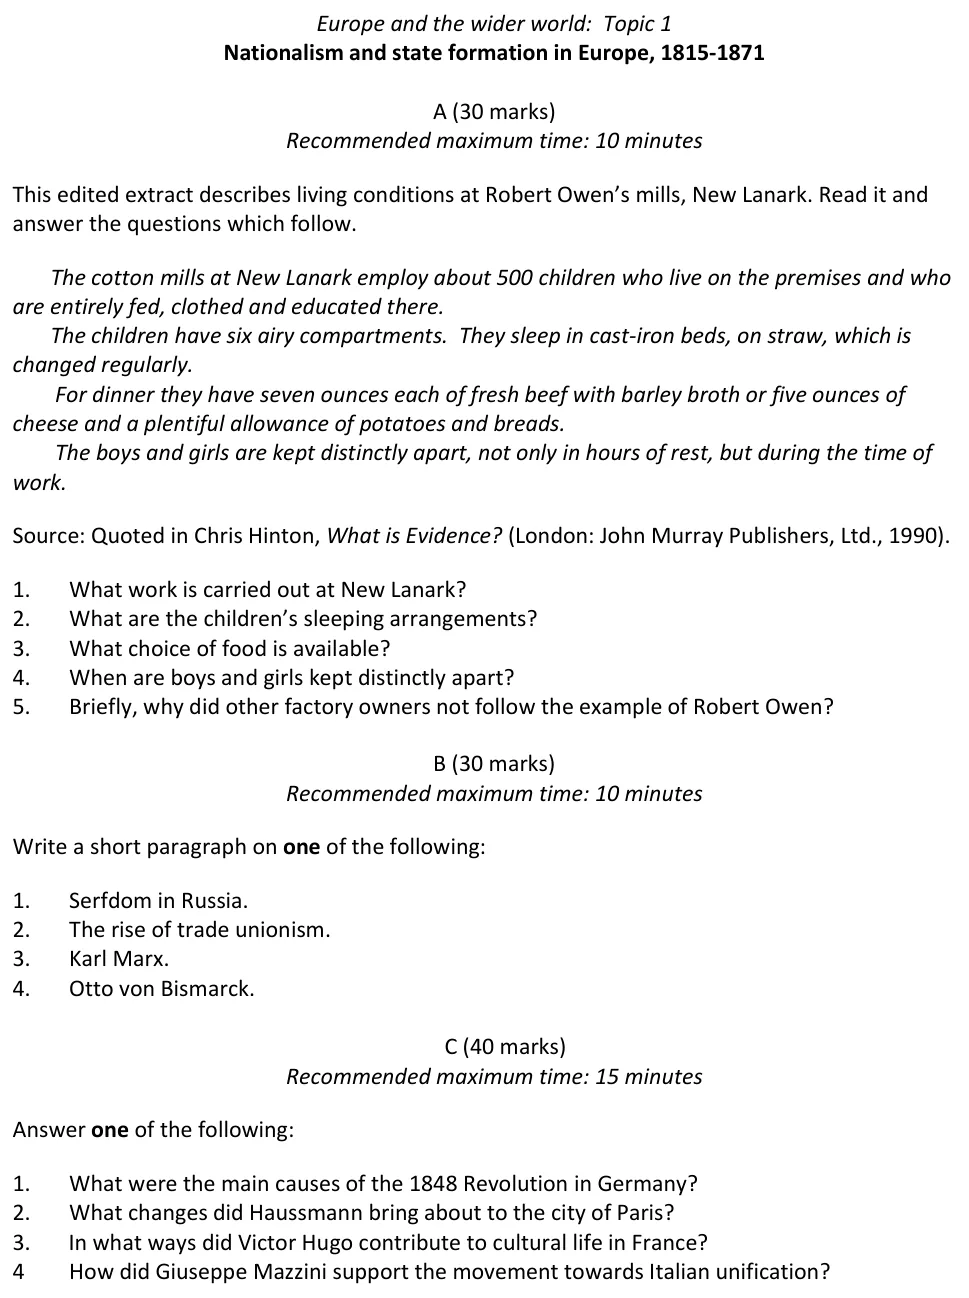 Europe and the wider world:  Topic 1
Nationalism and state formation in Europe, 1815-1871
A (30 marks)
Recommended maximum time: 10 minutes
This edited extract describes living conditions at Robert Owen’s mills, New Lanark. Read it and
answer the questions which follow.
The cotton mills at New Lanark employ about 500 children who live on the premises and who
are entirely fed, clothed and educated there.
The children have six airy compartments.  They sleep in cast-iron beds, on straw, which is
changed regularly.
For dinner they have seven ounces each of fresh beef with barley broth or five ounces of
cheese and a plentiful allowance of potatoes and breads.
The boys and girls are kept distinctly apart, not only in hours of rest, but during the time of
work.
Source: Quoted in Chris Hinton, What is Evidence? (London: John Murray Publishers, Ltd., 1990).
1. What work is carried out at New Lanark?
2. What are the children’s sleeping arrangements?
3. What choice of food is available?
4. When are boys and girls kept distinctly apart?
5. Briefly, why did other factory owners not follow the example of Robert Owen?
B (30 marks)
Recommended maximum time: 10 minutes
Write a short paragraph on one of the following:
1. Serfdom in Russia.
2. The rise of trade unionism.
3. Karl Marx.
4. Otto von Bismarck.
C (40 marks)
Recommended maximum time: 15 minutes
Answer one of the following:
1. What were the main causes of the 1848 Revolution in Germany?
2. What changes did Haussmann bring about to the city of Paris?
3. In what ways did Victor Hugo contribute to cultural life in France?
4 How did Giuseppe Mazzini support the movement towards Italian unification?